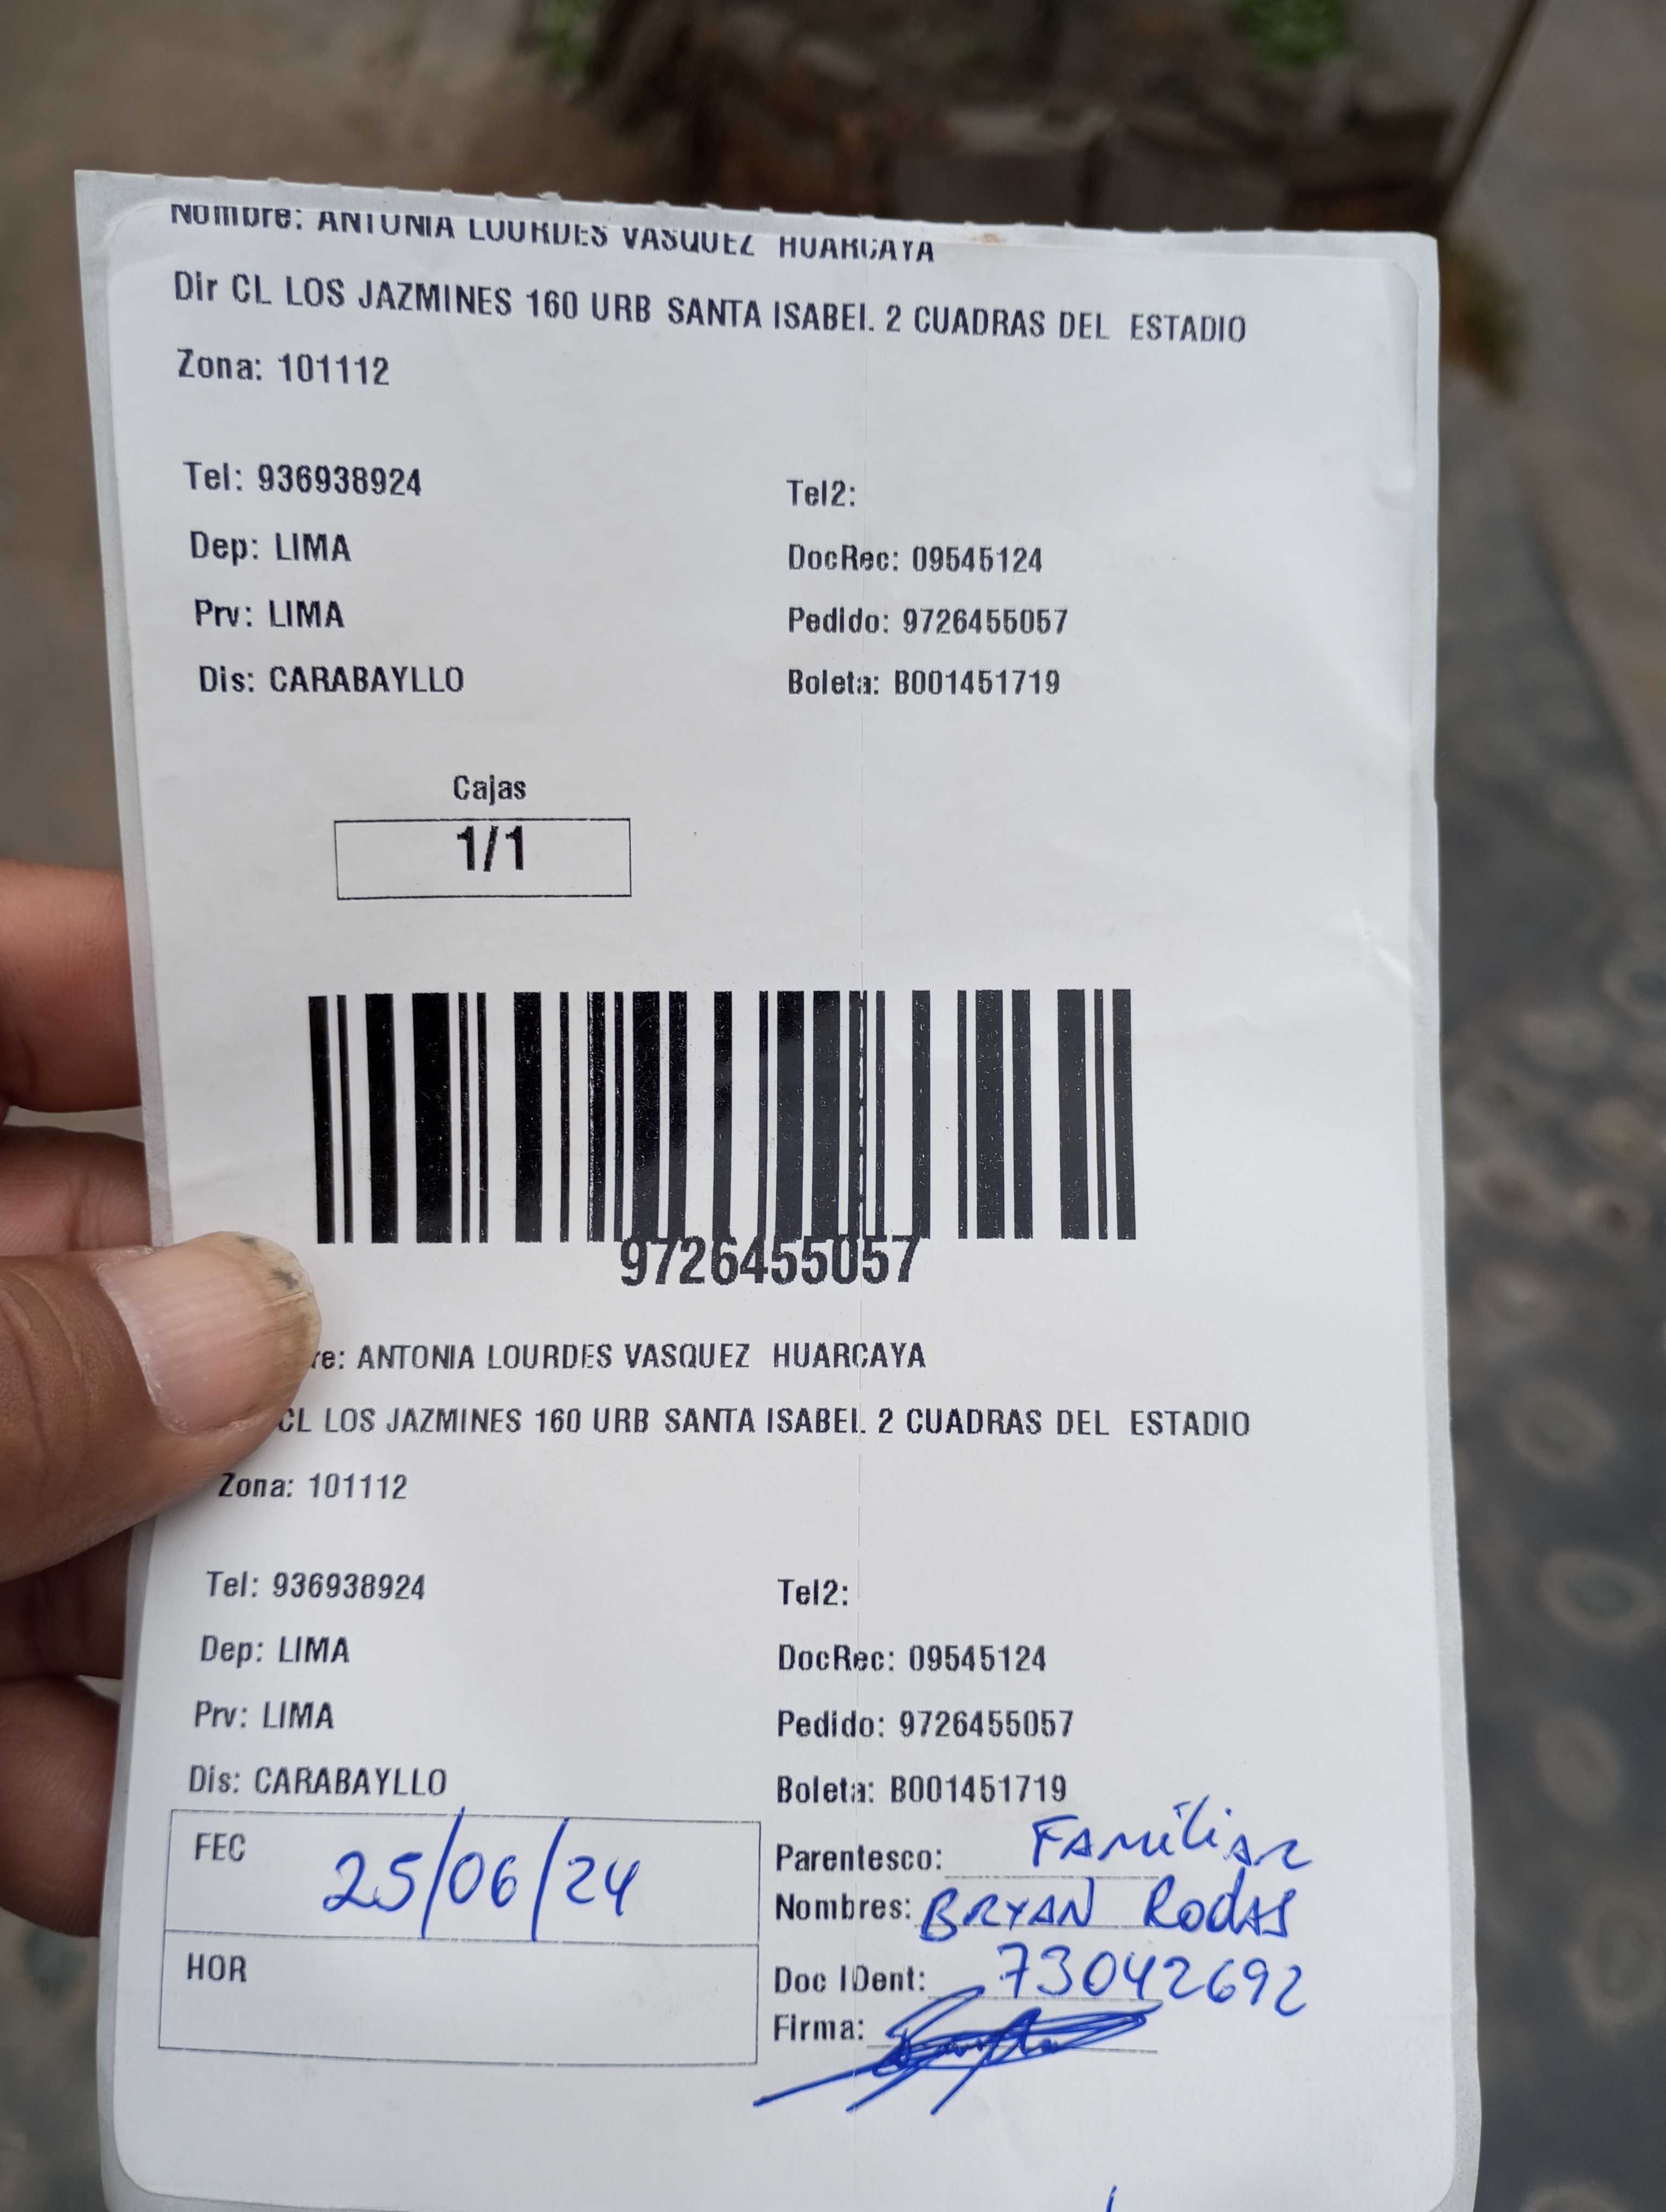 Nombre: ANTONIA LOURDES VASQUEZ HUARCAYA
Dir CL LOS JAZMINES 160 URB SANTA ISABEL. 2 CUADRAS DEL ESTADIO
Zona: 101112
Tel: 936938924 Tel2:
Dep: LIMA DocRec: 09545124
Prv: LIMA Pedido: 9726455057
Dis: CARABAYLLO Boleta: B001451719
Cajas
1/1
9726455057
re: ANTONIA LOURDES VASQUEZ HUARCAYA
CL LOS JAZMINES 160 URB SANTA ISABEL. 2 CUADRAS DEL ESTADIO
Zona: 101112
Tel: 936938924 Tel2:
Dep: LIMA DocRec: 09545124
Prv: LIMA Pedido: 9726455057
Dis: CARABAYLLO Boleta: B001451719
FEC 25/06/24 Parentesco: FAMILIAR
Nombres: BRYAN RODAS
HOR Doc IDent: 73042692
Firma: